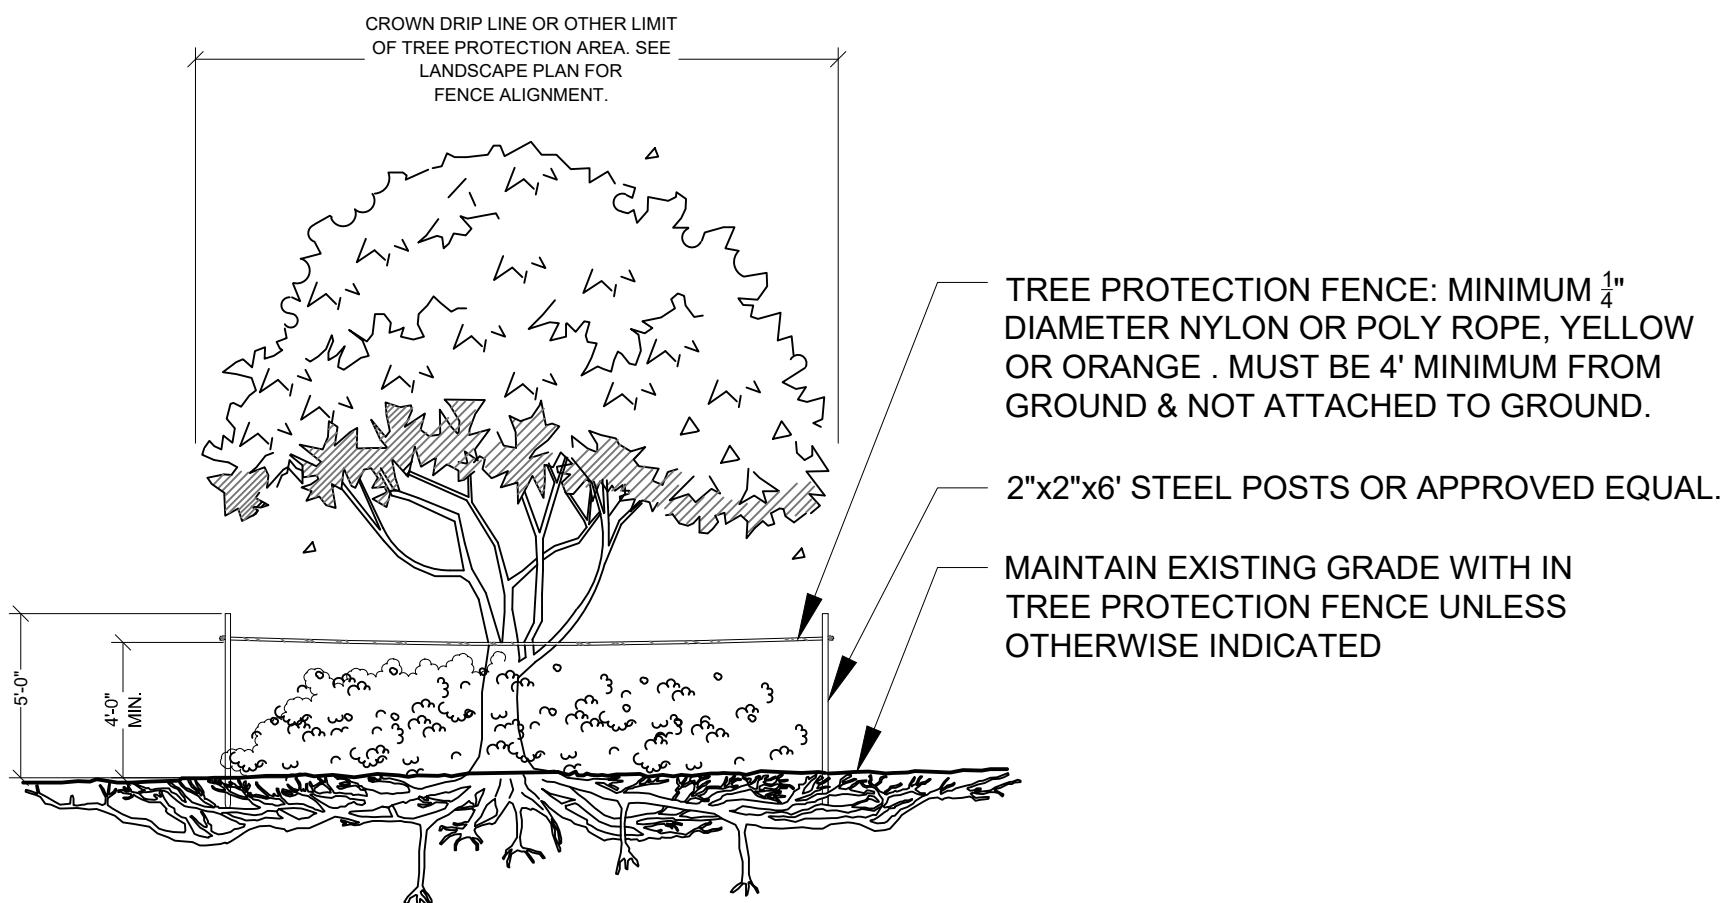 CROWN DRIP LINE OR OTHER LIMIT
OF TREE PROTECTION AREA. SEE
LANDSCAPE PLAN FOR
FENCE ALIGNMENT.
TREE PROTECTION FENCE: MINIMUM 1/4"
DIAMETER NYLON OR POLY ROPE, YELLOW
OR ORANGE . MUST BE 4' MINIMUM FROM
GROUND & NOT ATTACHED TO GROUND.
2"x2"x6' STEEL POSTS OR APPROVED EQUAL.
MAINTAIN EXISTING GRADE WITH IN
TREE PROTECTION FENCE UNLESS
OTHERWISE INDICATED
5'-0"
4'-0"
MIN.